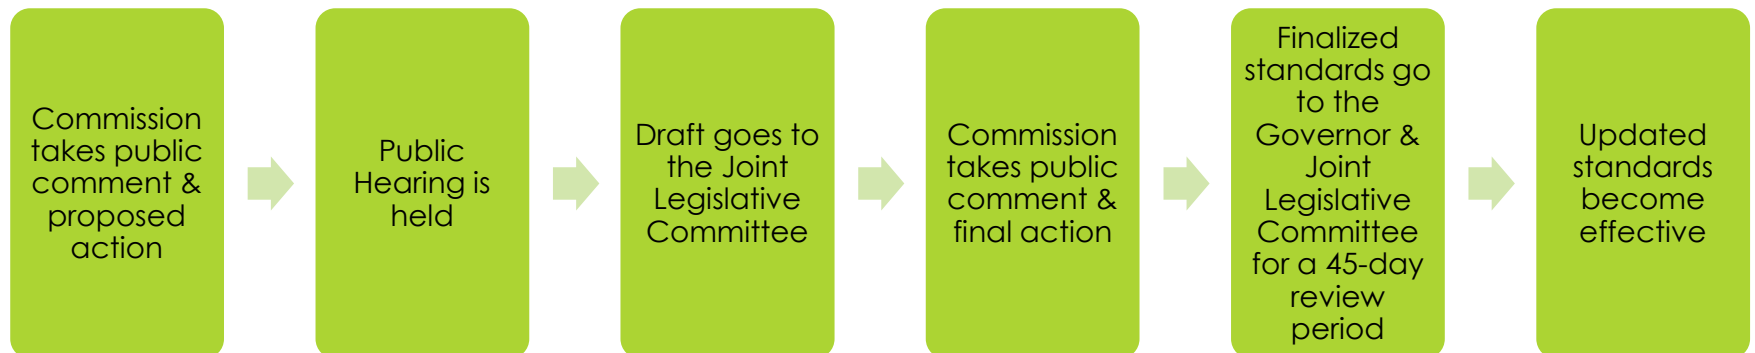 Commission
takes public
comment &
proposed
action
Public
Hearing is
held
Draft goes to
the Joint
Legislative
Committee
Commission
takes public
comment &
final action
Finalized
standards go
to the
Governor &
Joint
Legislative
Committee
for a 45-day
review
period
Updated
standards
become
effective